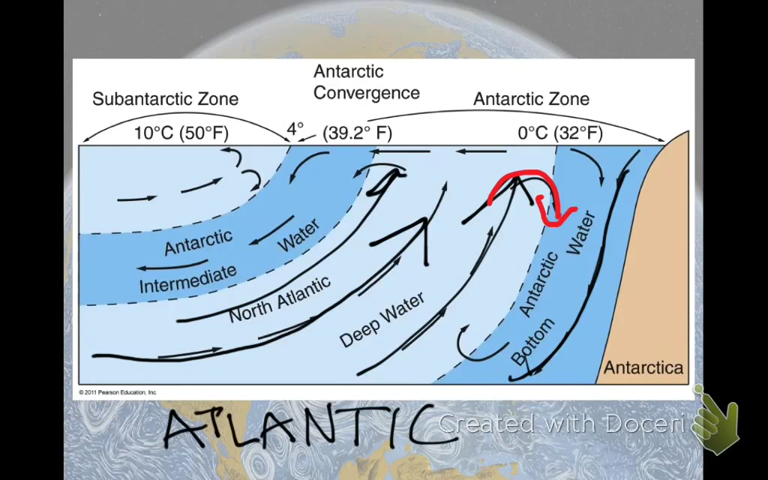 Antarctic
Convergence
Subantarctic Zone
Antarctic Zone
10°C (50°F)
4°
(39.2° F)
0°C (32°F)
Antarctic
Water
Intermediate
North Atlantic
Deep Water
Antarctic
Water
Bottom
Antarctica
© 2011 Pearson Education, Inc.
ATLANTIC
Created with Doceri